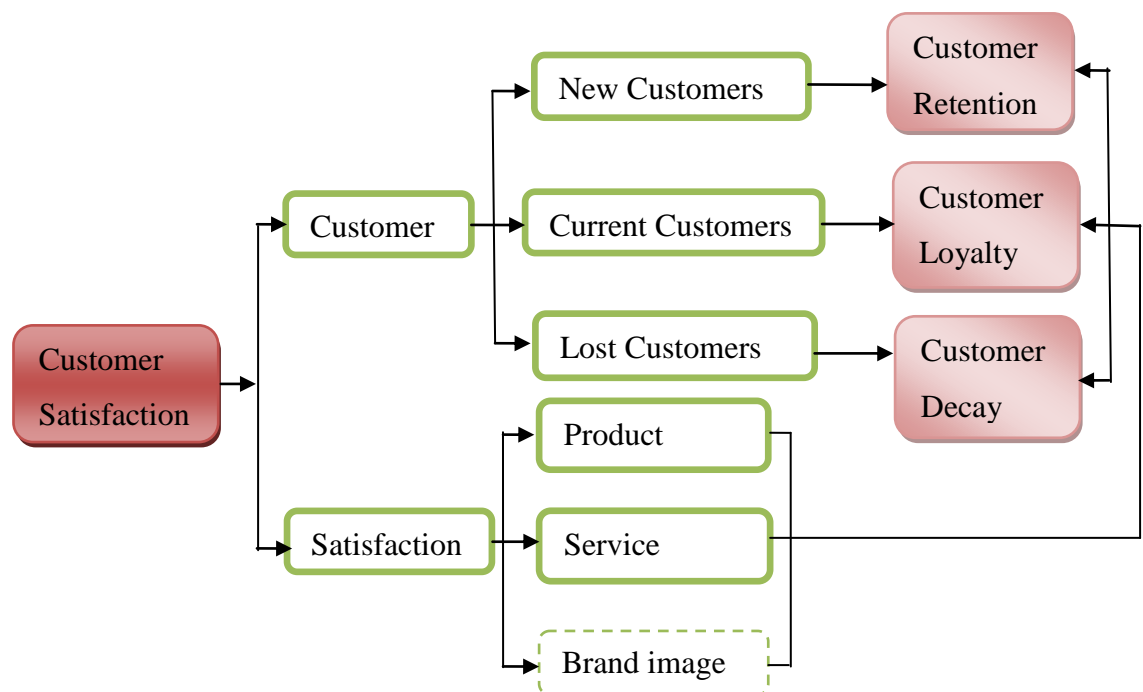 Customer
Retention
New Customers
Customer
Loyalty
Customer
Current Customers
Customer
Satisfaction
Lost Customers
Customer
Decay
Product
Satisfaction
Service
Brand image